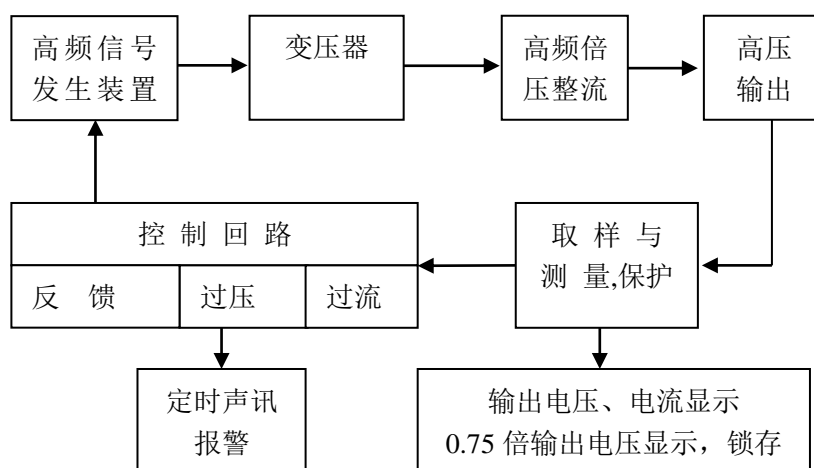 高频信号
发生装置
变压器
高频倍
压整流
高压
输出
控 制 回 路
反 馈
过压
过流
取 样 与
测 量,保护
定时声讯
报警
输出电压、电流显示
0.75 倍输出电压显示，锁存